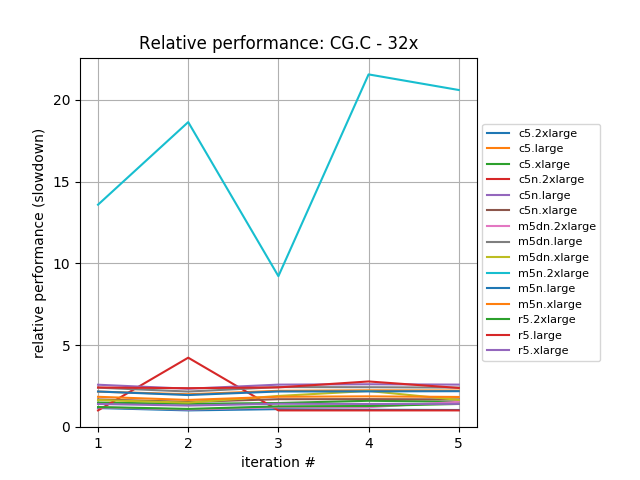 Relative performance: CG.C - 32x
relative performance (slowdown)
20
15
10
5
0
1 2 3 4 5
iteration #
c5.2xlarge
c5.large
c5.xlarge
c5n.2xlarge
c5n.large
c5n.xlarge
m5dn.2xlarge
m5dn.large
m5dn.xlarge
m5n.2xlarge
m5n.large
m5n.xlarge
r5.2xlarge
r5.large
r5.xlarge